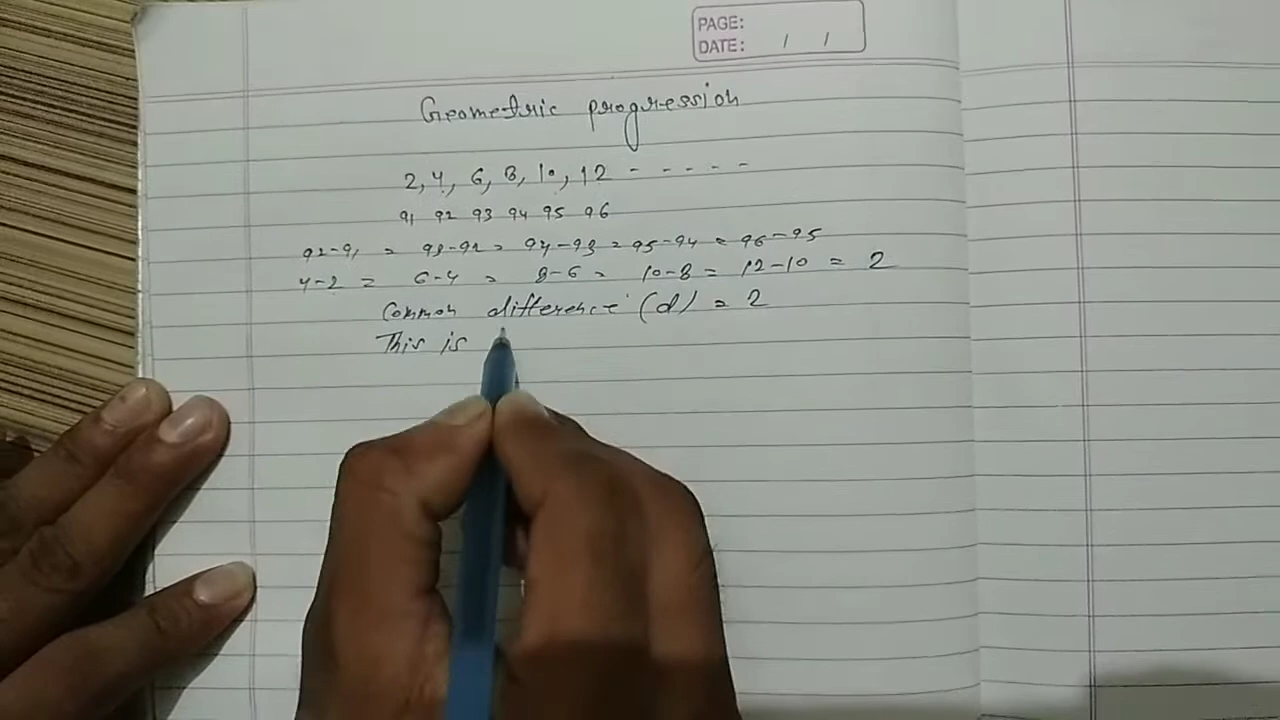 PAGE:
DATE: / /
Geometric progression
2, 4, 6, 8, 10, 12 - - - - -
a1 a2 a3 a4 a5 a6
a2-a1 = a3-a2 = a4-a3 = a5-a4 = a6-a5
4-2 = 6-4 = 8-6 = 10-8 = 12-10 = 2
Common difference (d) = 2
This is